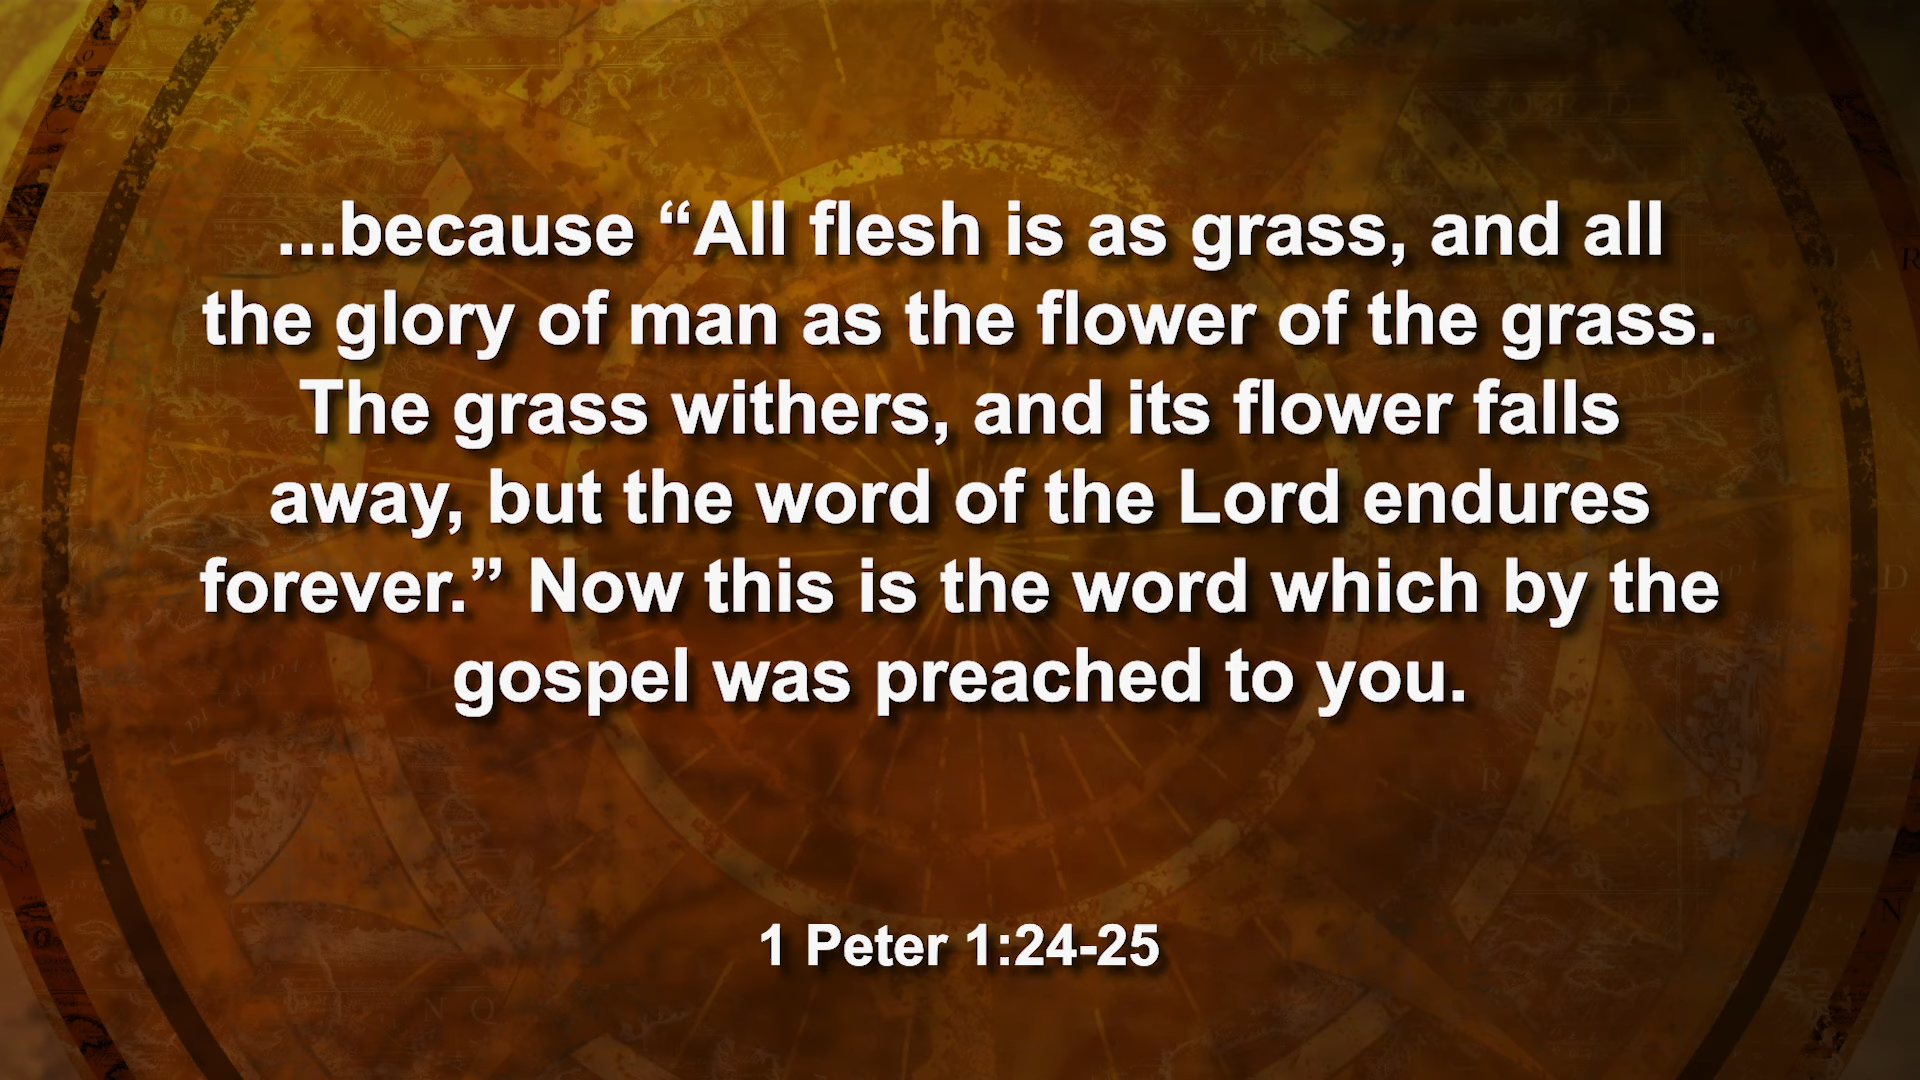 ...because “All flesh is as grass, and all
the glory of man as the flower of the grass.
The grass withers, and its flower falls
away, but the word of the Lord endures
forever.” Now this is the word which by the
gospel was preached to you.
1 Peter 1:24-25